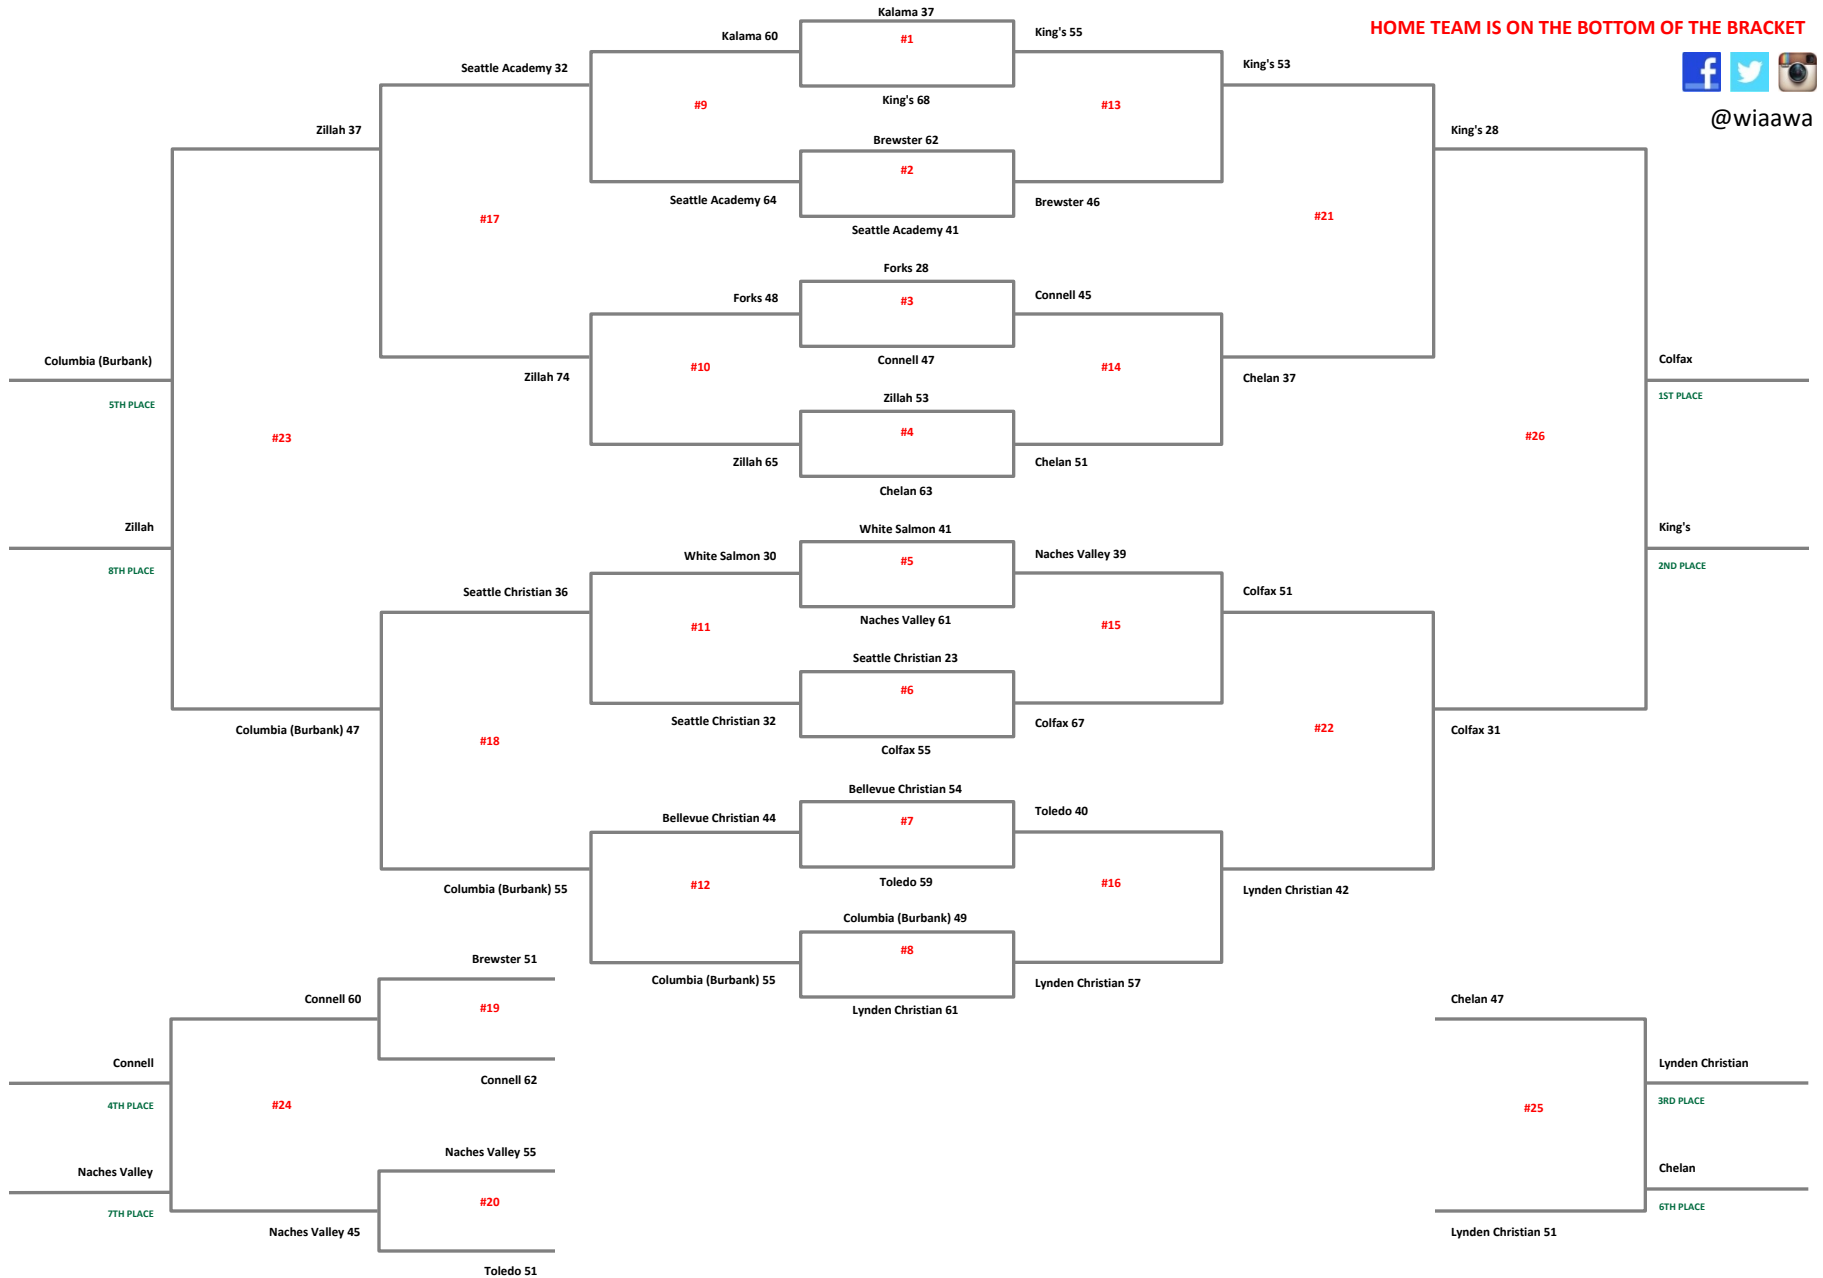 HOME TEAM IS ON THE BOTTOM OF THE BRACKET
@wiaawa
Kalama 37
#1
King's 68
Brewster 62
#2
Seattle Academy 41
Forks 28
#3
Connell 47
Zillah 53
#4
Chelan 63
White Salmon 41
#5
Naches Valley 61
Seattle Christian 23
#6
Colfax 55
Bellevue Christian 54
#7
Toledo 59
Columbia (Burbank) 49
#8
Lynden Christian 61
Kalama 60
#9
Seattle Academy 64
Forks 48
#10
Zillah 65
White Salmon 30
#11
Seattle Christian 32
Bellevue Christian 44
#12
Columbia (Burbank) 55
King's 55
#13
Brewster 46
Connell 45
#14
Chelan 51
Naches Valley 39
#15
Colfax 67
Toledo 40
#16
Lynden Christian 57
Seattle Academy 32
#17
Zillah 74
Seattle Christian 36
#18
Columbia (Burbank) 55
Brewster 51
#19
Connell 62
Naches Valley 55
#20
Toledo 51
King's 53
#21
Chelan 37
Colfax 51
#22
Lynden Christian 42
Zillah 37
#23
Columbia (Burbank) 47
Columbia (Burbank)
5TH PLACE
Zillah
8TH PLACE
Connell 60
#24
Naches Valley 45
Connell
4TH PLACE
Naches Valley
7TH PLACE
Chelan 47
#25
Lynden Christian 51
Lynden Christian
3RD PLACE
Chelan
6TH PLACE
King's 28
#26
Colfax 31
Colfax
1ST PLACE
King's
2ND PLACE